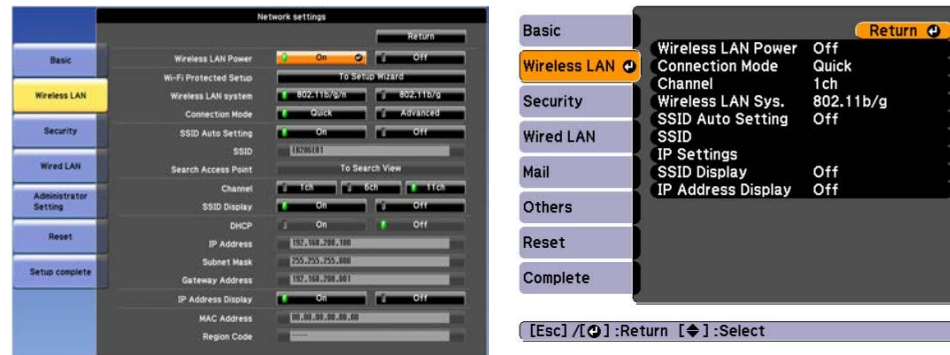 Network settings
Return
Basic
Wireless LAN
Security
Wired LAN
Administrator
Setting
Reset
Setup complete
Wireless LAN Power On Off
Wi-Fi Protected Setup To Setup Wizard
Wireless LAN system 802.11b/g/n 802.11b/g
Connection Mode Quick Advanced
SSID Auto Setting On Off
SSID
Search Access Point To Search View
Channel 1ch 6ch 11ch
SSID Display On Off
DHCP On Off
IP Address 192.168.200.100
Subnet Mask 255.255.255.000
Gateway Address 192.168.200.001
IP Address Display On Off
MAC Address 00.00.00.00.00.00
Region Code ----
Basic
Wireless LAN
Security
Wired LAN
Mail
Others
Reset
Complete
Return
Wireless LAN Power Off
Connection Mode Quick
Channel 1ch
Wireless LAN Sys. 802.11b/g
SSID Auto Setting Off
SSID
IP Settings
SSID Display Off
IP Address Display Off
[Esc] /[ ] :Return [ ] :Select